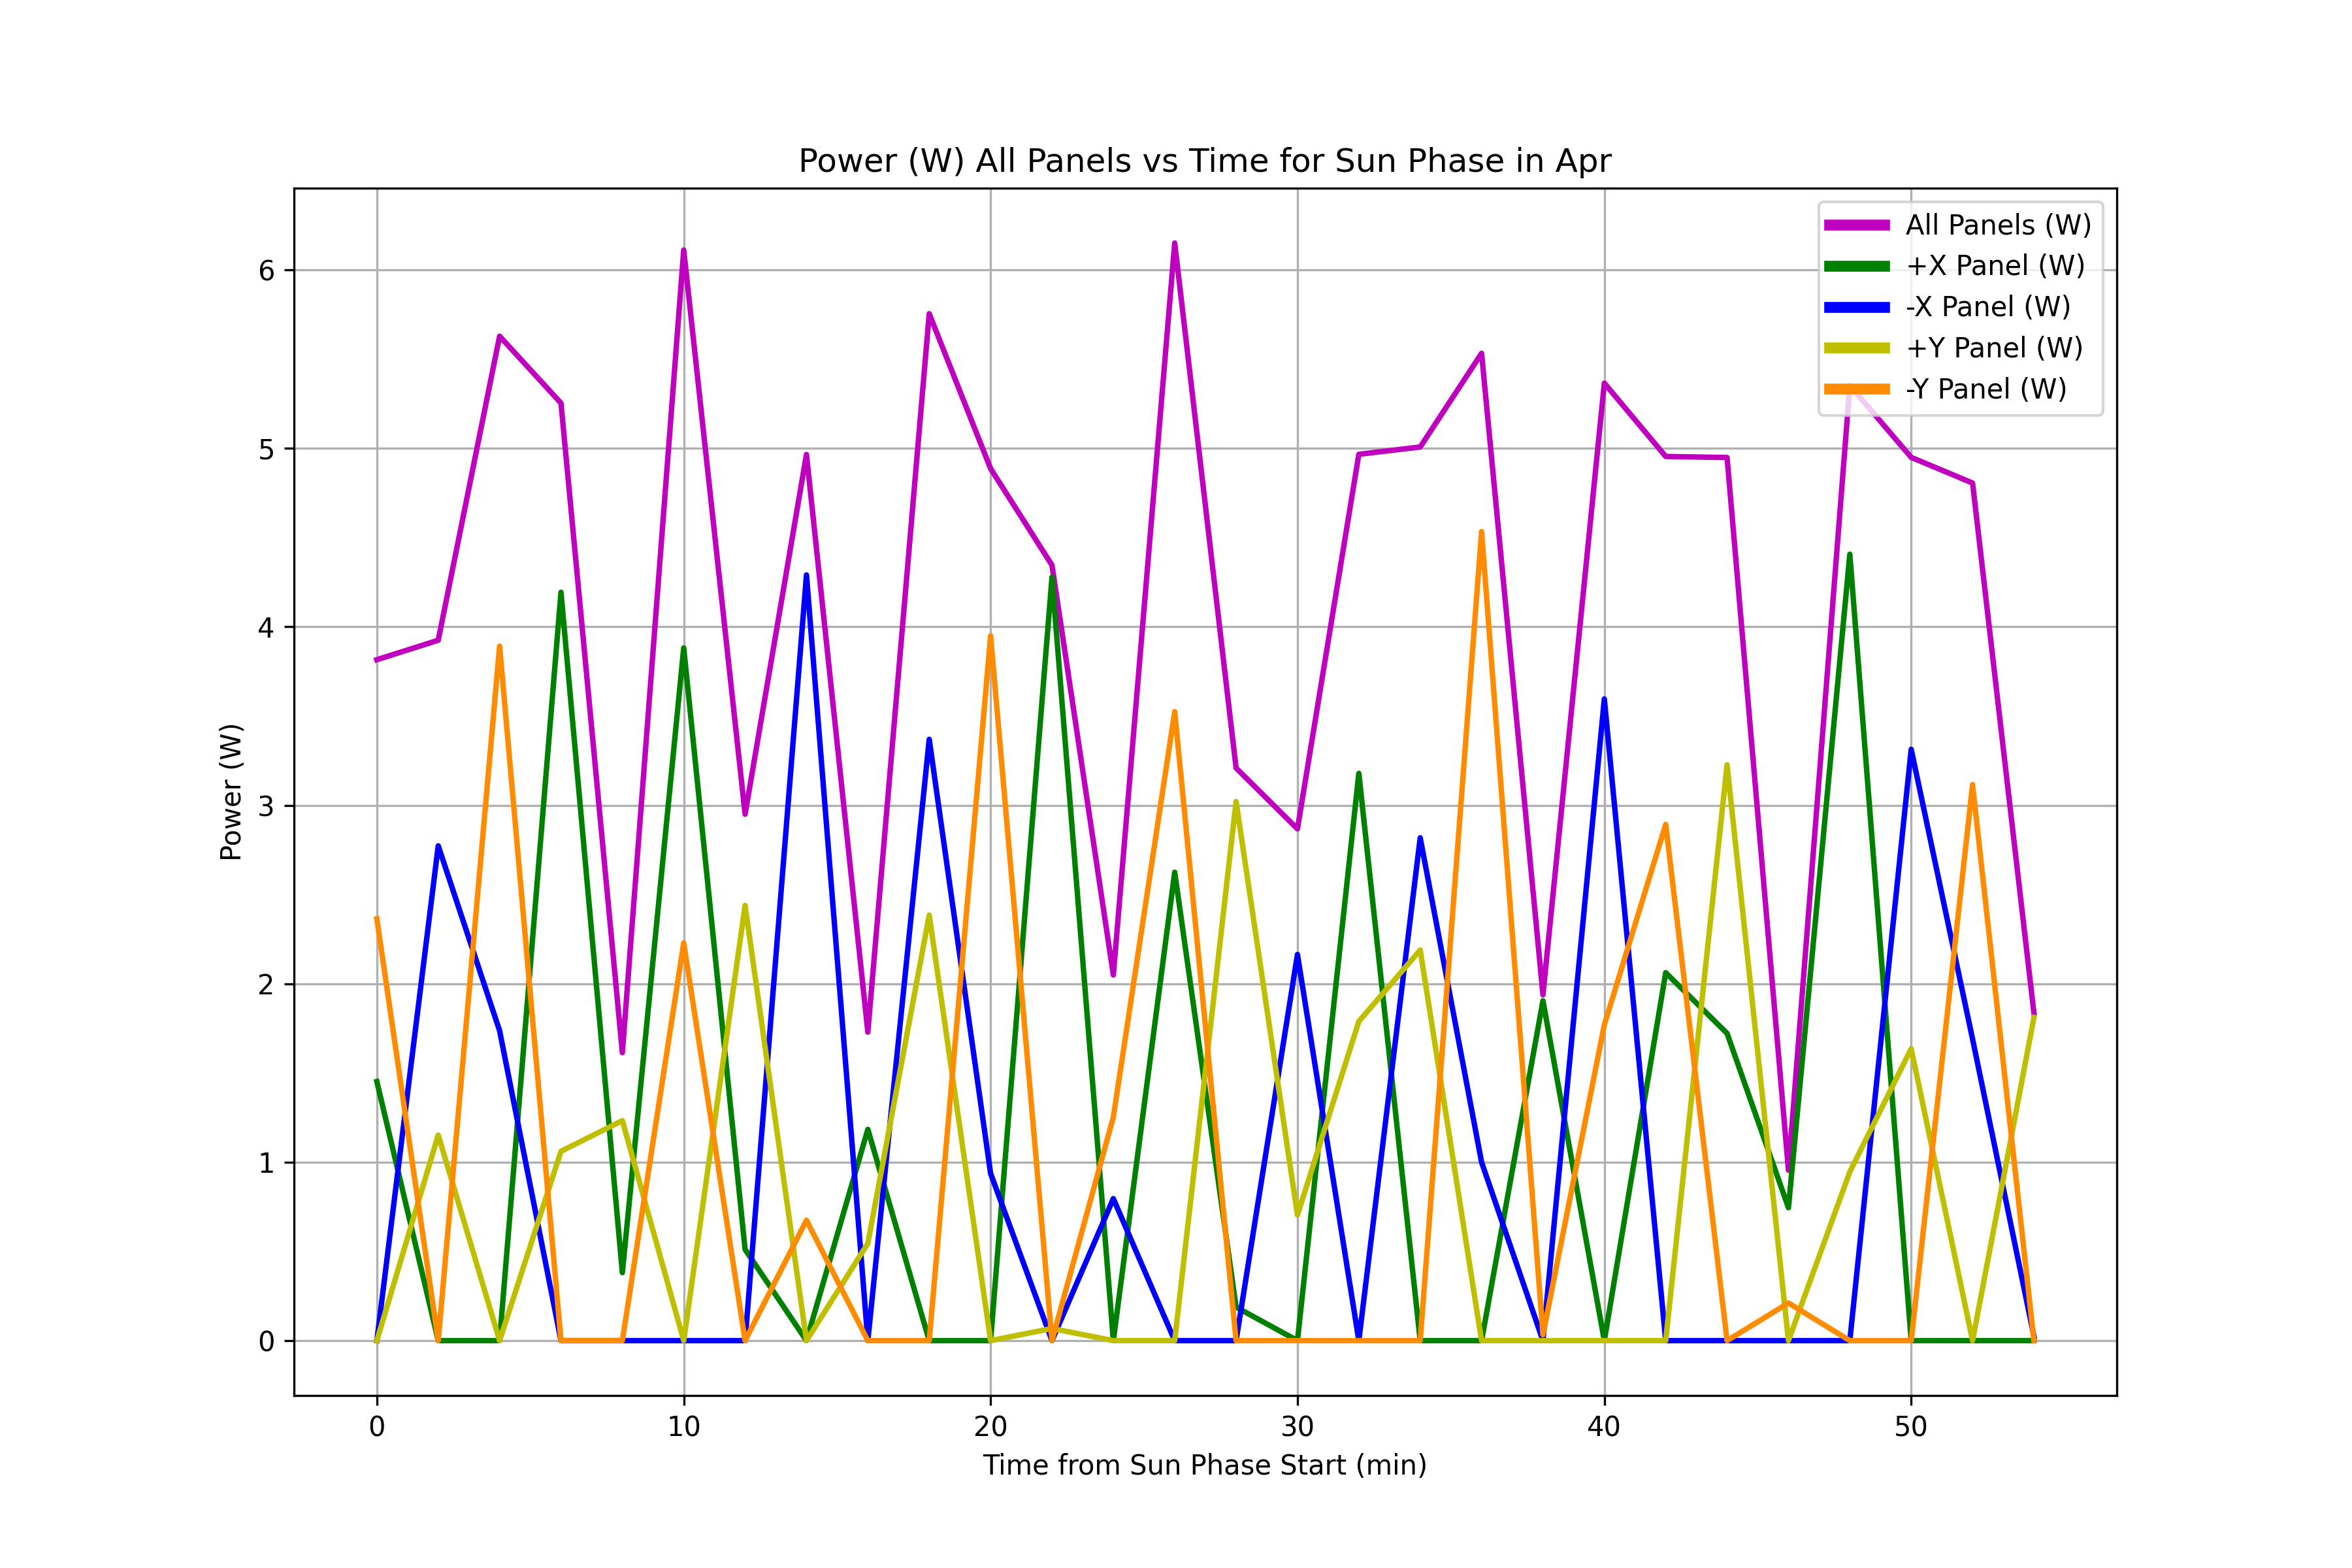 Power (W) All Panels vs Time for Sun Phase in Apr
All Panels (W)
+X Panel (W)
-X Panel (W)
+Y Panel (W)
-Y Panel (W)
6
5
4
3
2
1
0
Power (W)
0 10 20 30 40 50
Time from Sun Phase Start (min)